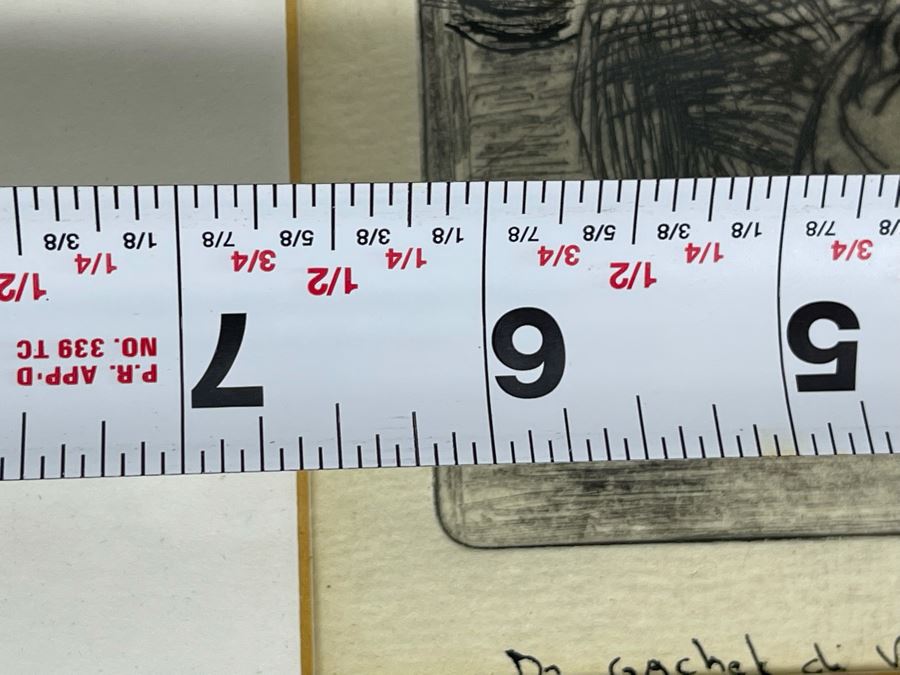 5 6 7
P.R. APP'D
NO. 339 TC
3/4 1/4 1/2 3/4 1/4 1/2 3/4 1/4 1/2
7/8 1/8 3/8 5/8 7/8 1/8 3/8 5/8 7/8 1/8 3/8
Dr Gachet di